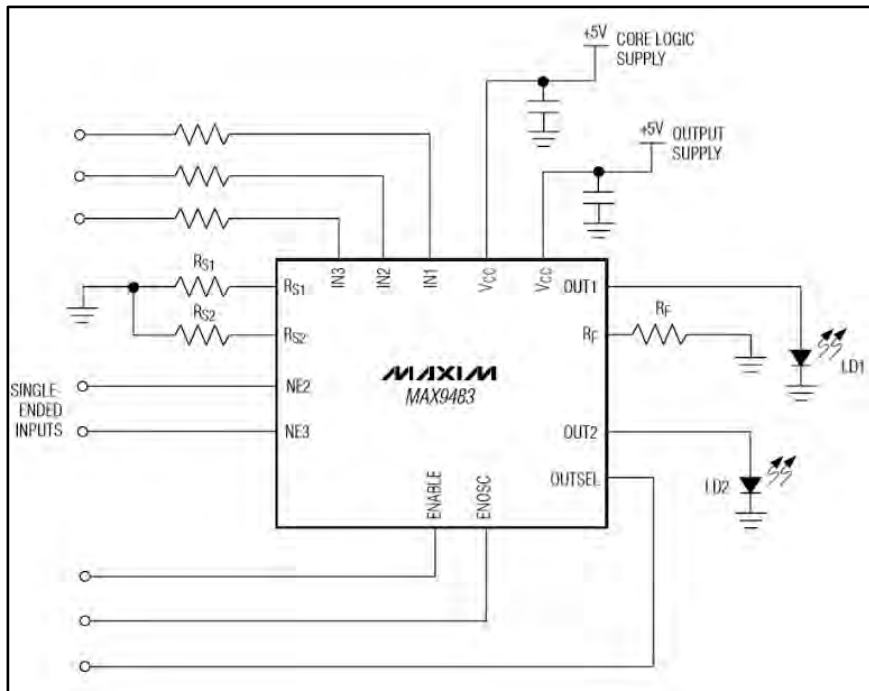 +5V
CORE LOGIC
SUPPLY
+5V
OUTPUT
SUPPLY
RS1
RS2
SINGLE-
ENDED
INPUTS
RS1
RS2
NE2
NE3
IN3
IN2
IN1
VCC
VCC
OUT1
RF
OUT2
OUTSEL
ENABLE
ENOSC
MAXIM
MAX9483
RF
LD1
LD2